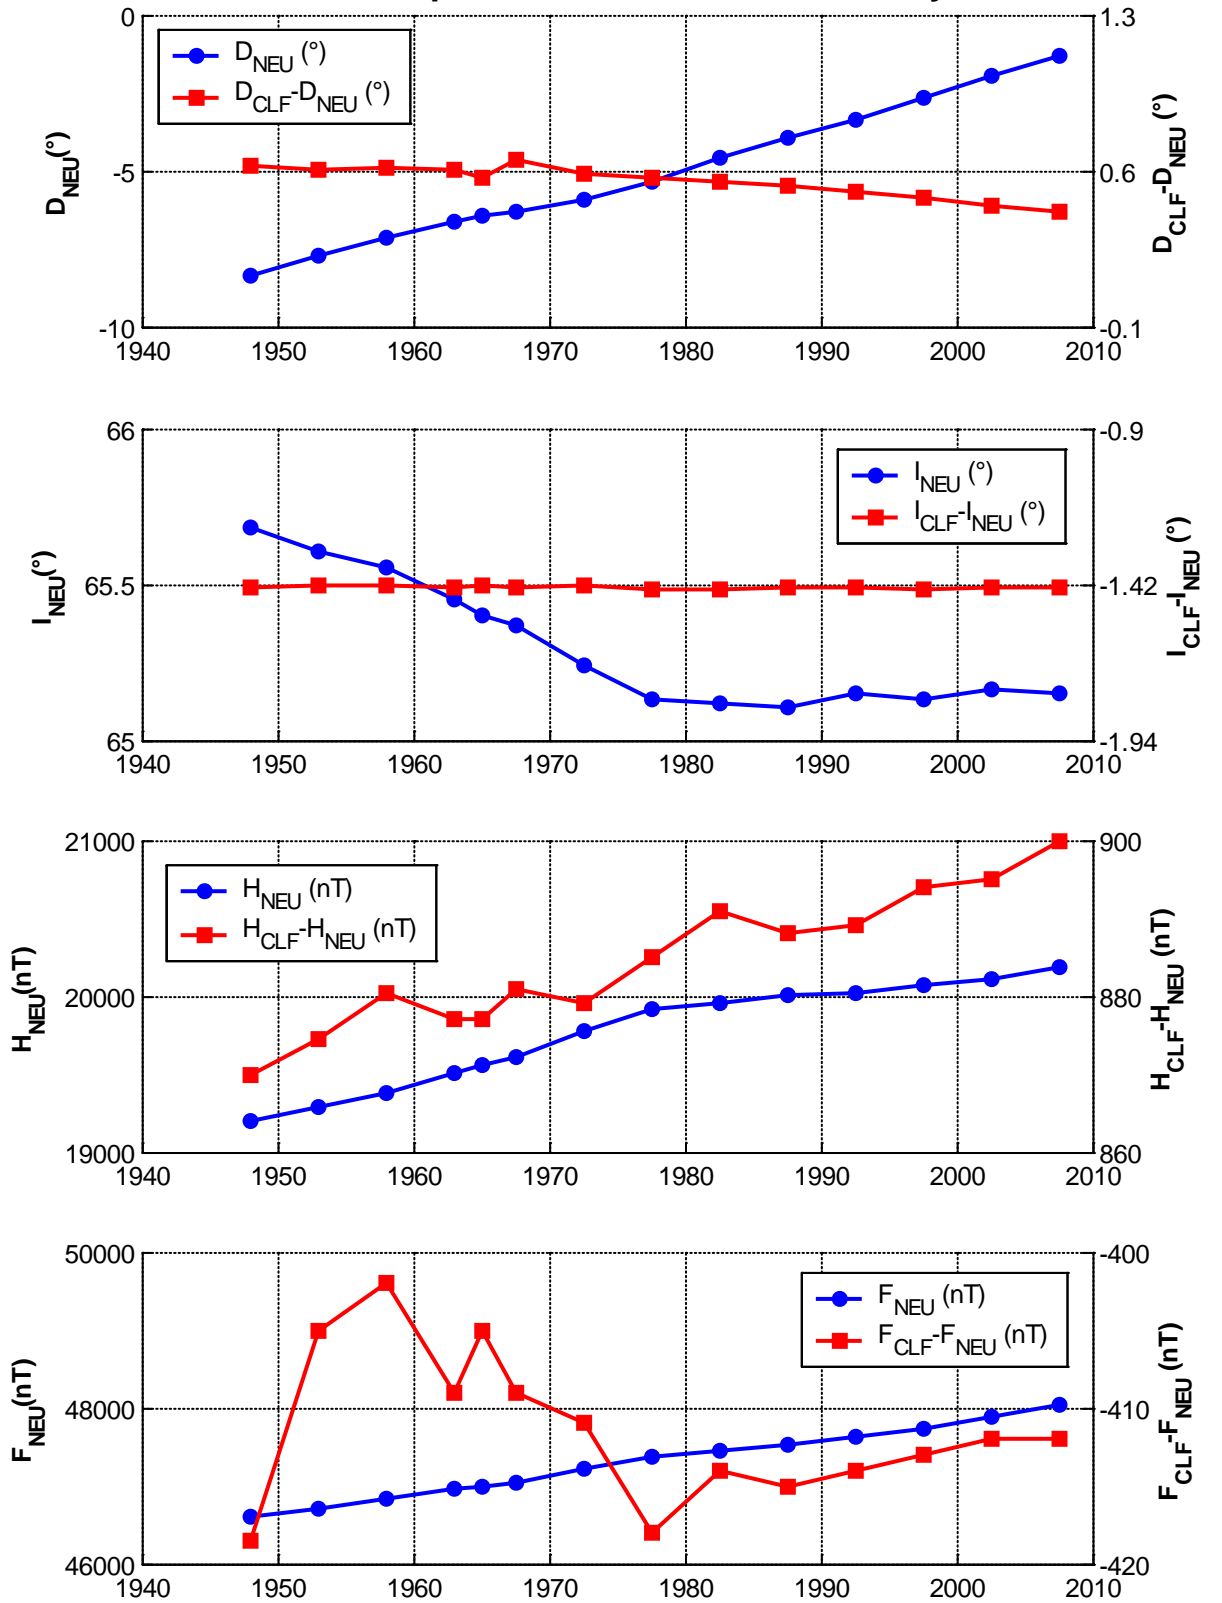 0
1.3
D_NEU (°)
D_CLF-D_NEU (°)
-5
0.6
D_NEU(°)
D_CLF-D_NEU (°)
-10
-0.1
1940 1950 1960 1970 1980 1990 2000 2010
66
-0.9
I_NEU (°)
I_CLF-I_NEU (°)
65.5
-1.42
I_NEU(°)
I_CLF-I_NEU (°)
65
-1.94
1940 1950 1960 1970 1980 1990 2000 2010
21000
900
H_NEU (nT)
H_CLF-H_NEU (nT)
20000
880
H_NEU(nT)
H_CLF-H_NEU (nT)
19000
860
1940 1950 1960 1970 1980 1990 2000 2010
50000
-400
F_NEU (nT)
F_CLF-F_NEU (nT)
48000
-410
F_NEU(nT)
F_CLF-F_NEU (nT)
46000
-420
1940 1950 1960 1970 1980 1990 2000 2010